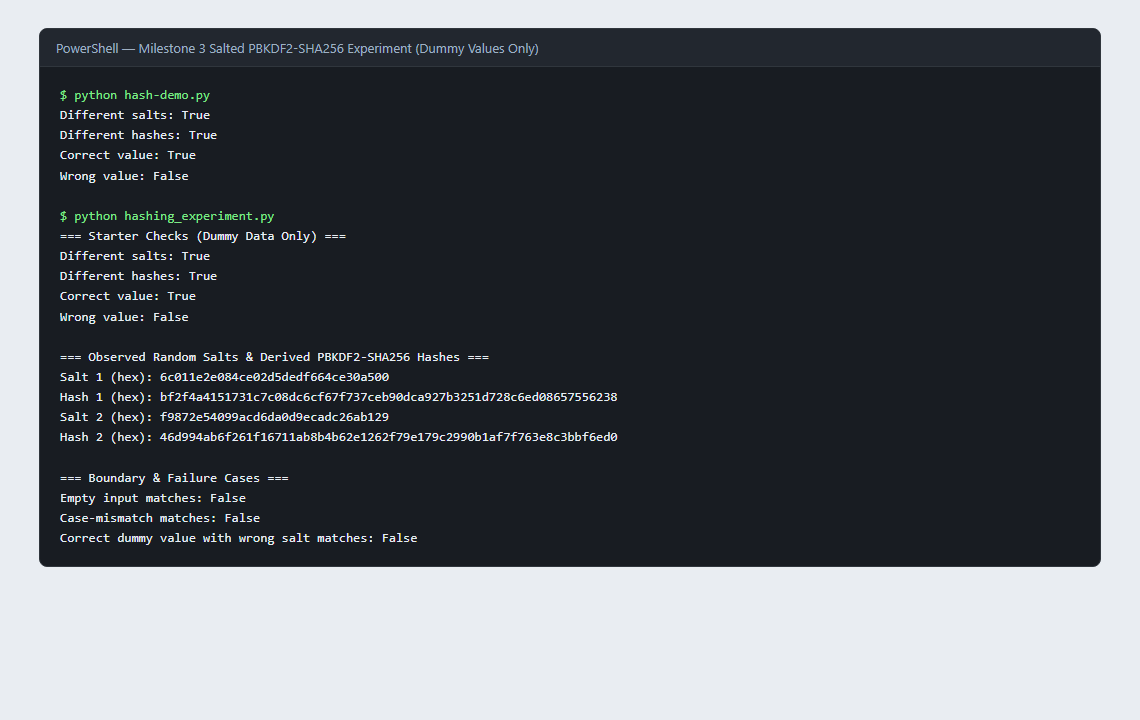 PowerShell — Milestone 3 Salted PBKDF2-SHA256 Experiment (Dummy Values Only)
$ python hash-demo.py
Different salts: True
Different hashes: True
Correct value: True
Wrong value: False
$ python hashing_experiment.py
=== Starter Checks (Dummy Data Only) ===
Different salts: True
Different hashes: True
Correct value: True
Wrong value: False
=== Observed Random Salts & Derived PBKDF2-SHA256 Hashes ===
Salt 1 (hex): 6c011e2e084ce02d5dedf664ce30a500
Hash 1 (hex): bf2f4a4151731c7c08dc6cf67f737ceb90dca927b3251d728c6ed08657556238
Salt 2 (hex): f9872e54099acd6da0d9ecadc26ab129
Hash 2 (hex): 46d994ab6f261f16711ab8b4b62e1262f79e179c2990b1af7f763e8c3bbf6ed0
=== Boundary & Failure Cases ===
Empty input matches: False
Case-mismatch matches: False
Correct dummy value with wrong salt matches: False